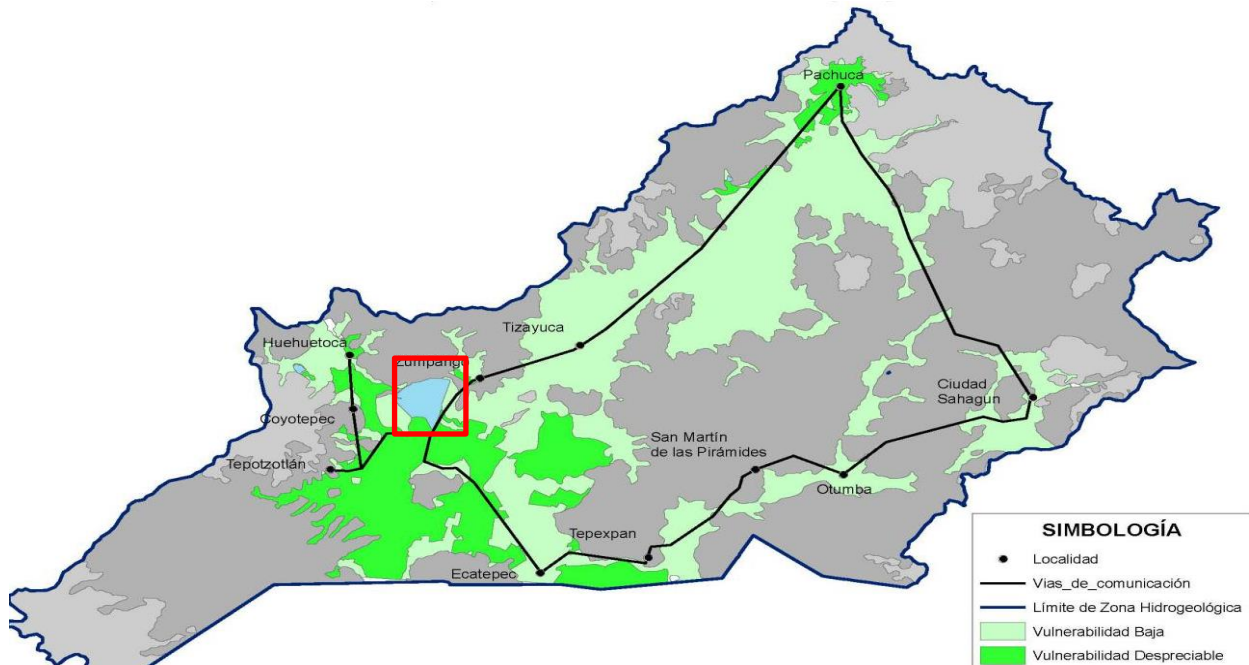 Pachuca
Tizayuca
Huehuetoca
Zumpango
Ciudad
Sahagun
Coyotepec
San Martín
de las Pirámides
Tepotzotlán
Otumba
Tepexpan
Ecatepec
SIMBOLOGÍA
Localidad
Vias_de_comunicación
Límite de Zona Hidrogeológica
Vulnerabilidad Baja
Vulnerabilidad Despreciable